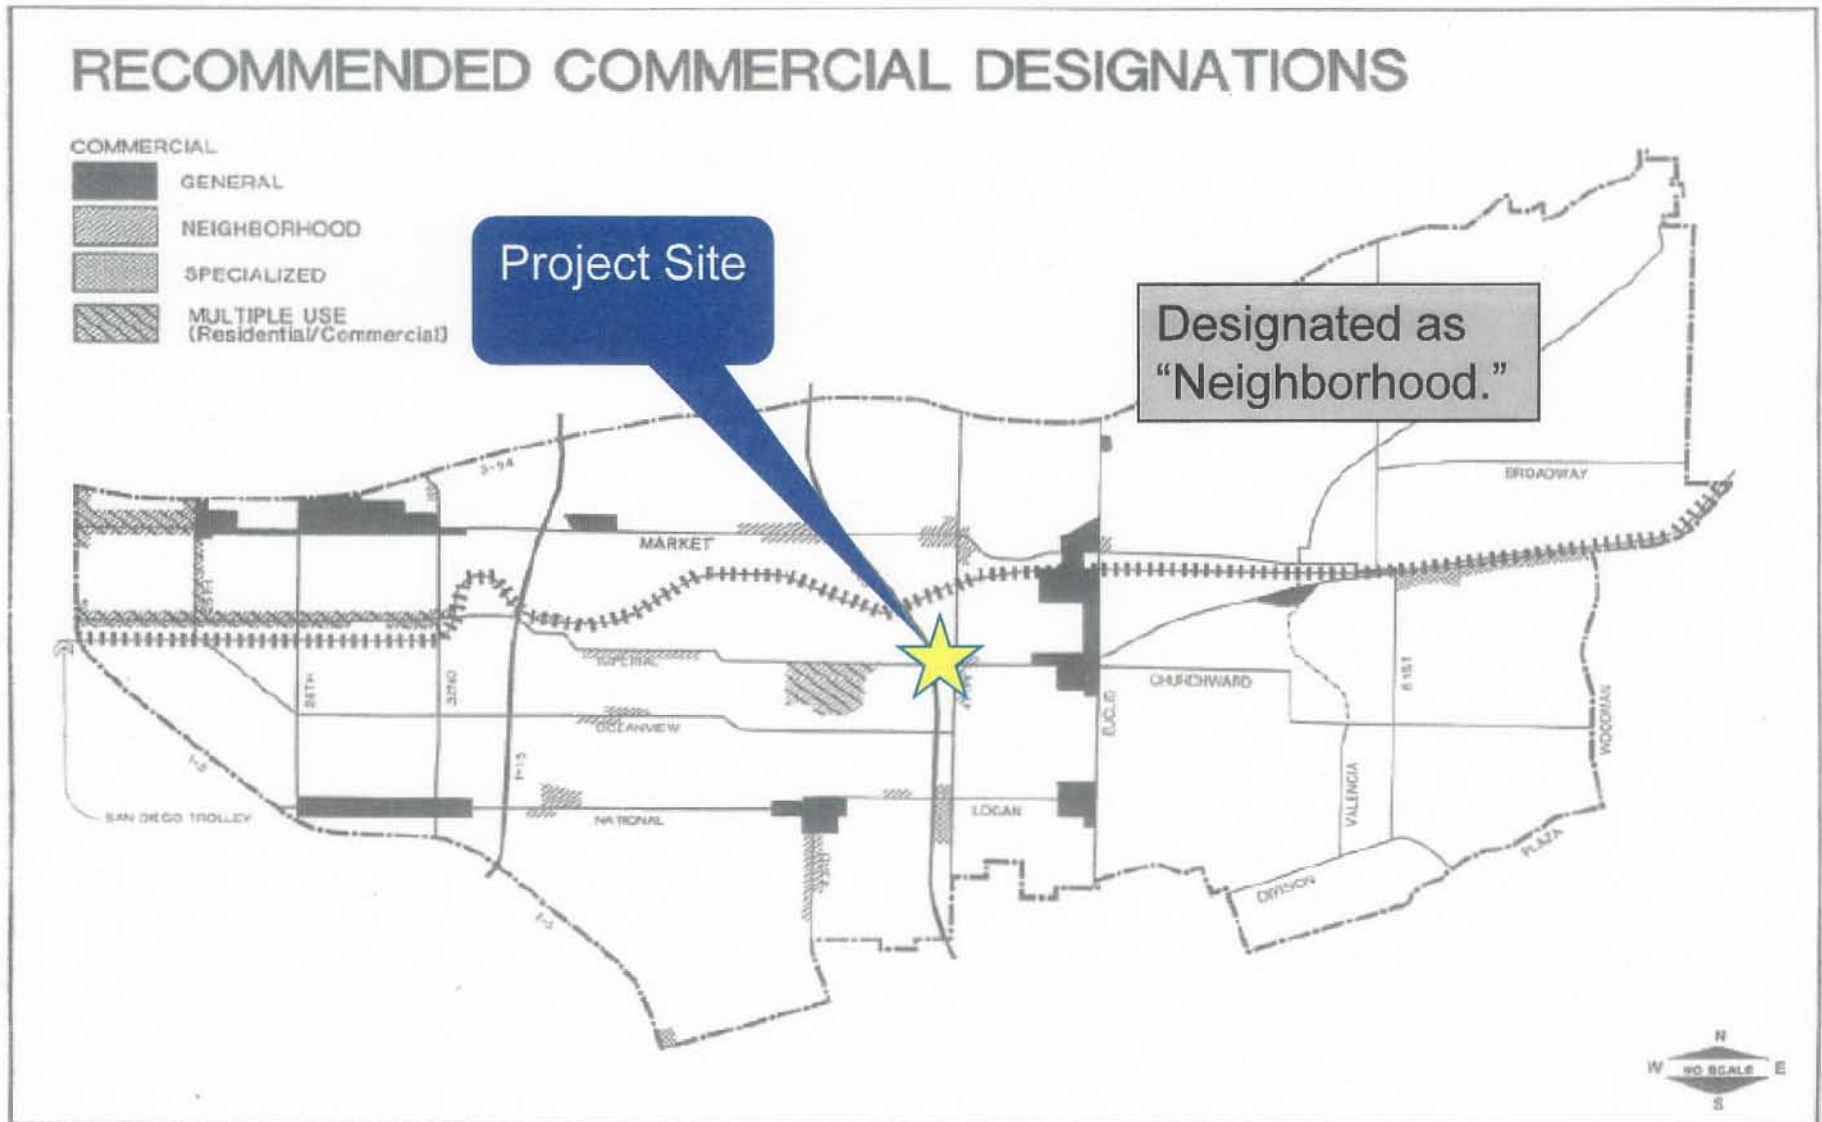 RECOMMENDED COMMERCIAL DESIGNATIONS
COMMERCIAL
GENERAL
NEIGHBORHOOD
SPECIALIZED
MULTIPLE USE
(Residential/Commercial)
Project Site
Designated as
“Neighborhood.”
BROADWAY
MARKET
IMPERIAL
OCEANVIEW
32ND
I-15
I-5
SAN DIEGO TROLLEY
NATIONAL
LOGAN
EUCLID
CHURCHWARD
61ST
WOODMAN
VALENCIA
DIVISION
PLAZA
I-5
N
W NO SCALE E
S